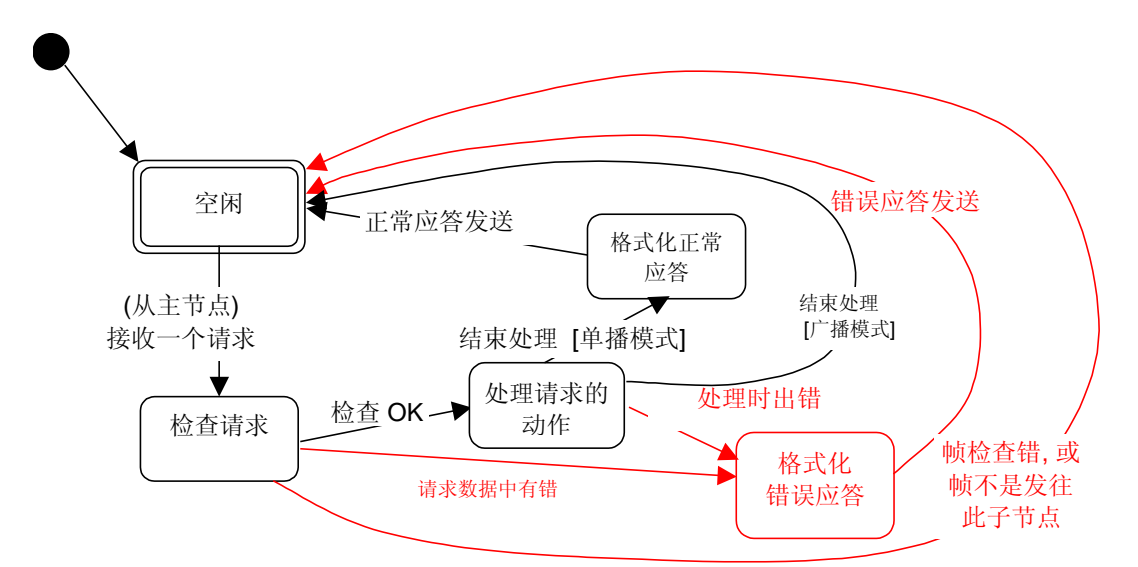 空闲
正常应答发送
错误应答发送
格式化正常
应答
(从主节点)
接收一个请求
结束处理
[广播模式]
结束处理 [单播模式]
检查请求
检查 OK
处理请求的
动作
处理时出错
请求数据中有错
格式化
错误应答
帧检查错, 或
帧不是发往
此子节点